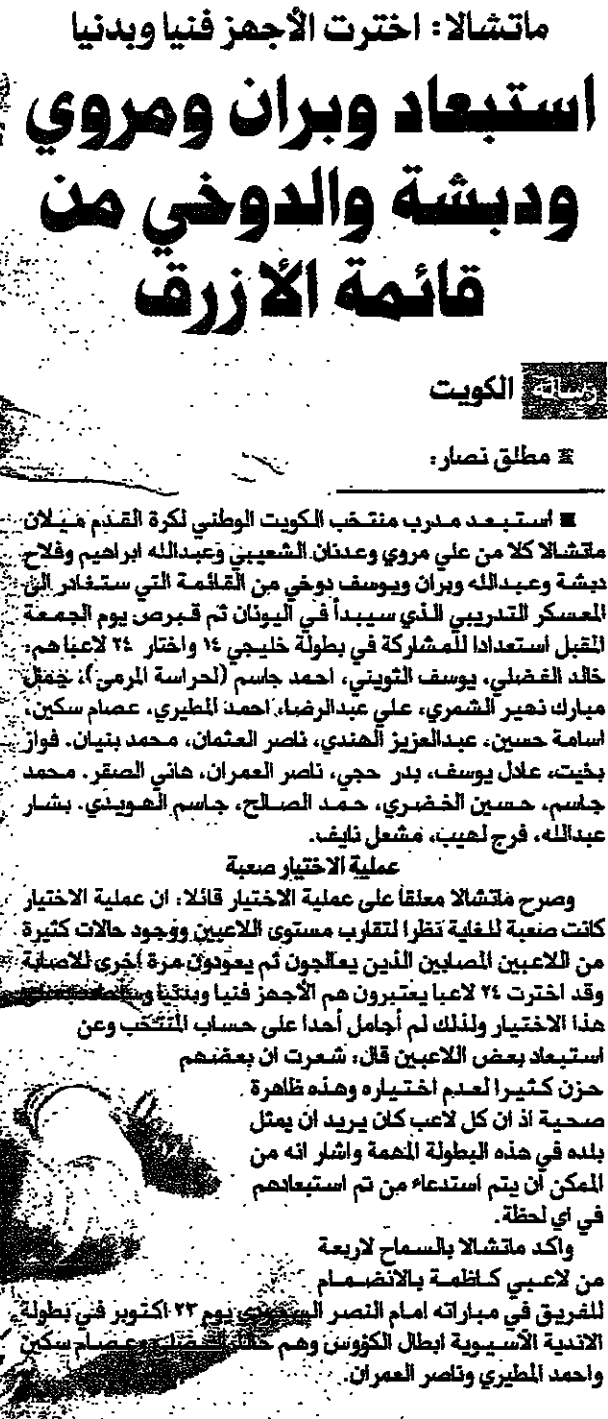 ماتشالا: اخترت الأجهز فنيا وبدنيا
استبعاد وبران ومروي
ودبشة والدوخي من
قائمة الأزرق
رسالة الكويت
مطلق نصار:
استبعد مدرب منتخب الكويت الوطني لكرة القدم ميلان
ماتشالا كلا من علي مروي وعدنان الشعيبي وعبدالله ابراهيم وفلاح
دبشة وعبدالله وبران ويوسف دوخي من القائمة التي ستغادر الى
المعسكر التدريبي الذي سيبدأ في اليونان ثم قبرص يوم الجمعة
المقبل استعدادا للمشاركة في بطولة خليجي ١٤ واختار ٢٤ لاعبا هم:
خالد الفضلي، يوسف الثويني، احمد جاسم (لحراسة المرمى)، جمال
مبارك نهير الشمري، علي عبدالرضا، احمد المطيري، عصام سكين،
اسامة حسين، عبدالعزيز الهندي، ناصر العثمان، محمد بنيان. فواز
بخيت، عادل يوسف، بدر حجي، ناصر العمران، هاني الصقر. محمد
جاسم، حسين الخضري، حمد الصالح، جاسم الهويدي. بشار
عبدالله، فرج لهيب، مشعل نايف.
عملية الاختيار صعبة
وصرح ماتشالا معلقا على عملية الاختيار قائلا: ان عملية الاختيار
كانت صعبة للغاية نظرا لتقارب مستوى اللاعبين ووجود حالات كثيرة
من اللاعبين المصابين الذين يعالجون ثم يعودون مرة اخرى للاصابة
وقد اخترت ٢٤ لاعبا يعتبرون هم الأجهز فنيا وبدنيا
هذا الاختيار ولذلك لم أجامل أحدا على حساب المنتخب وعن
استبعاد بعض اللاعبين قال: شعرت ان بعضهم
حزن كثيرا لعدم اختياره وهذه ظاهرة
صحية اذ ان كل لاعب كان يريد ان يمثل
بلده في هذه البطولة المهمة واشار انه من
الممكن أن يتم استدعاء من تم استبعادهم
في اي لحظة.
واكد ماتشالا بالسماح لاربعة
من لاعبي كاظمة بالانضمام
للفريق في مباراته امام النصر السعودي يوم ٢٣ اكتوبر في بطولة
الاندية الآسيوية ابطال الكؤوس وهم خالد الفضلي وعصام سكين
واحمد المطيري وناصر العمران.